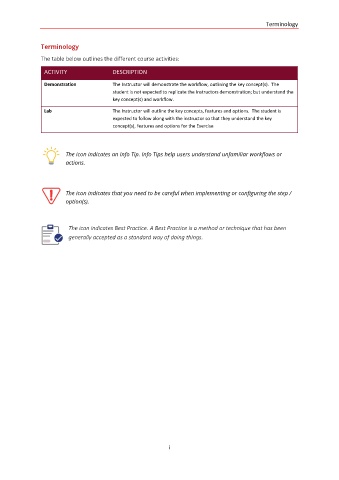 Terminology
Terminology
The table below outlines the different course activities:
ACTIVITY DESCRIPTION
Demonstration The Instructor will demonstrate the workflow, outlining the key concept(s). The
student is not expected to replicate the Instructors demonstration; but understand the
key concept(s) and workflow.
Lab The Instructor will outline the key concepts, features and options. The student is
expected to follow along with the instructor so that they understand the key
concept(s), features and options for the Exercise
The icon indicates an Info Tip. Info Tips help users understand unfamiliar workflows or
actions.
The icon indicates that you need to be careful when implementing or configuring the step /
option(s).
The icon indicates Best Practice. A Best Practice is a method or technique that has been
generally accepted as a standard way of doing things.
i